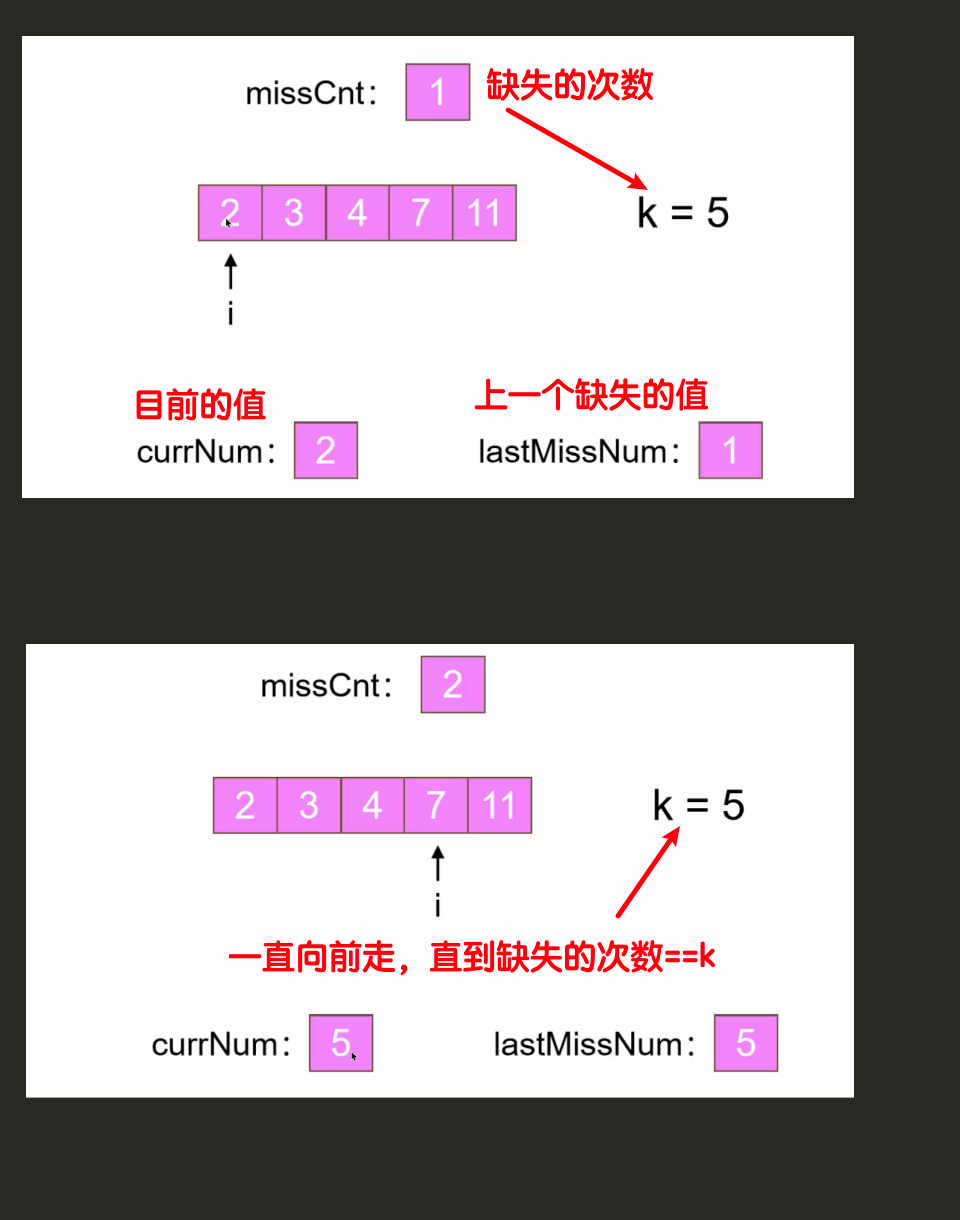 missCnt： 1 缺失的次数
2 3 4 7 11 k = 5
i
目前的值 上一个缺失的值
currNum： 2 lastMissNum： 1
missCnt： 2
2 3 4 7 11 k = 5
i
一直向前走，直到缺失的次数==k
currNum： 5 lastMissNum： 5